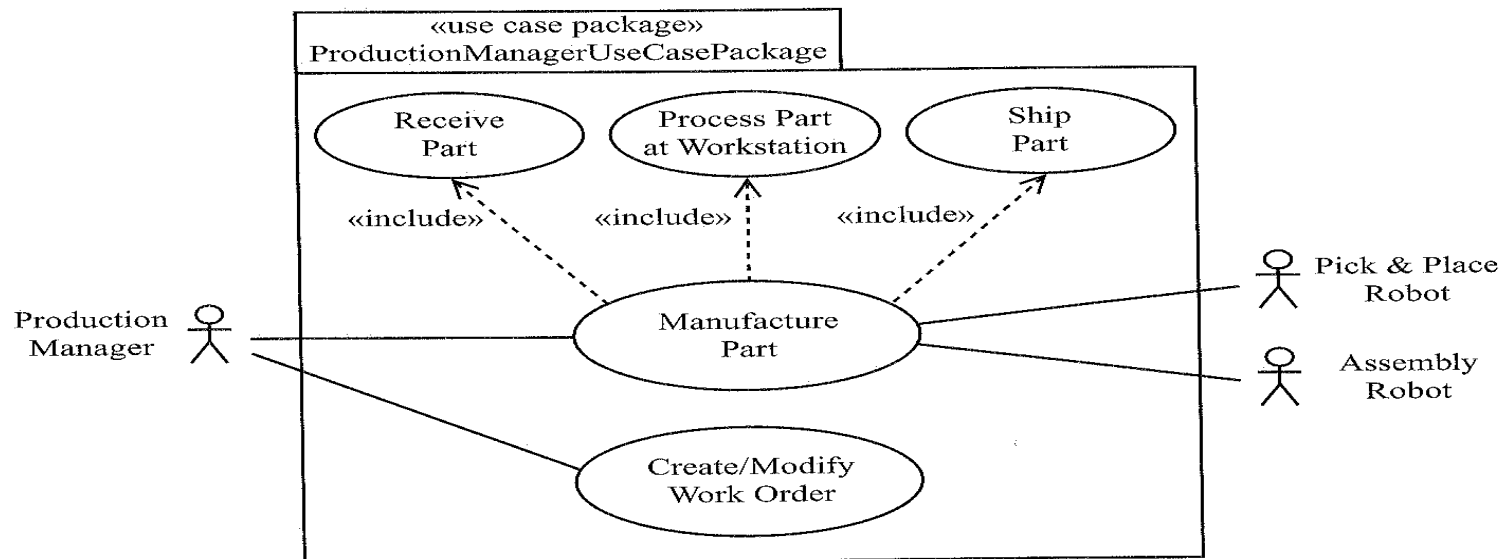 «use case package»
ProductionManagerUseCasePackage
Receive
Part
Process Part
at Workstation
Ship
Part
«include»
«include»
«include»
Production
Manager
Manufacture
Part
Pick & Place
Robot
Assembly
Robot
Create/Modify
Work Order